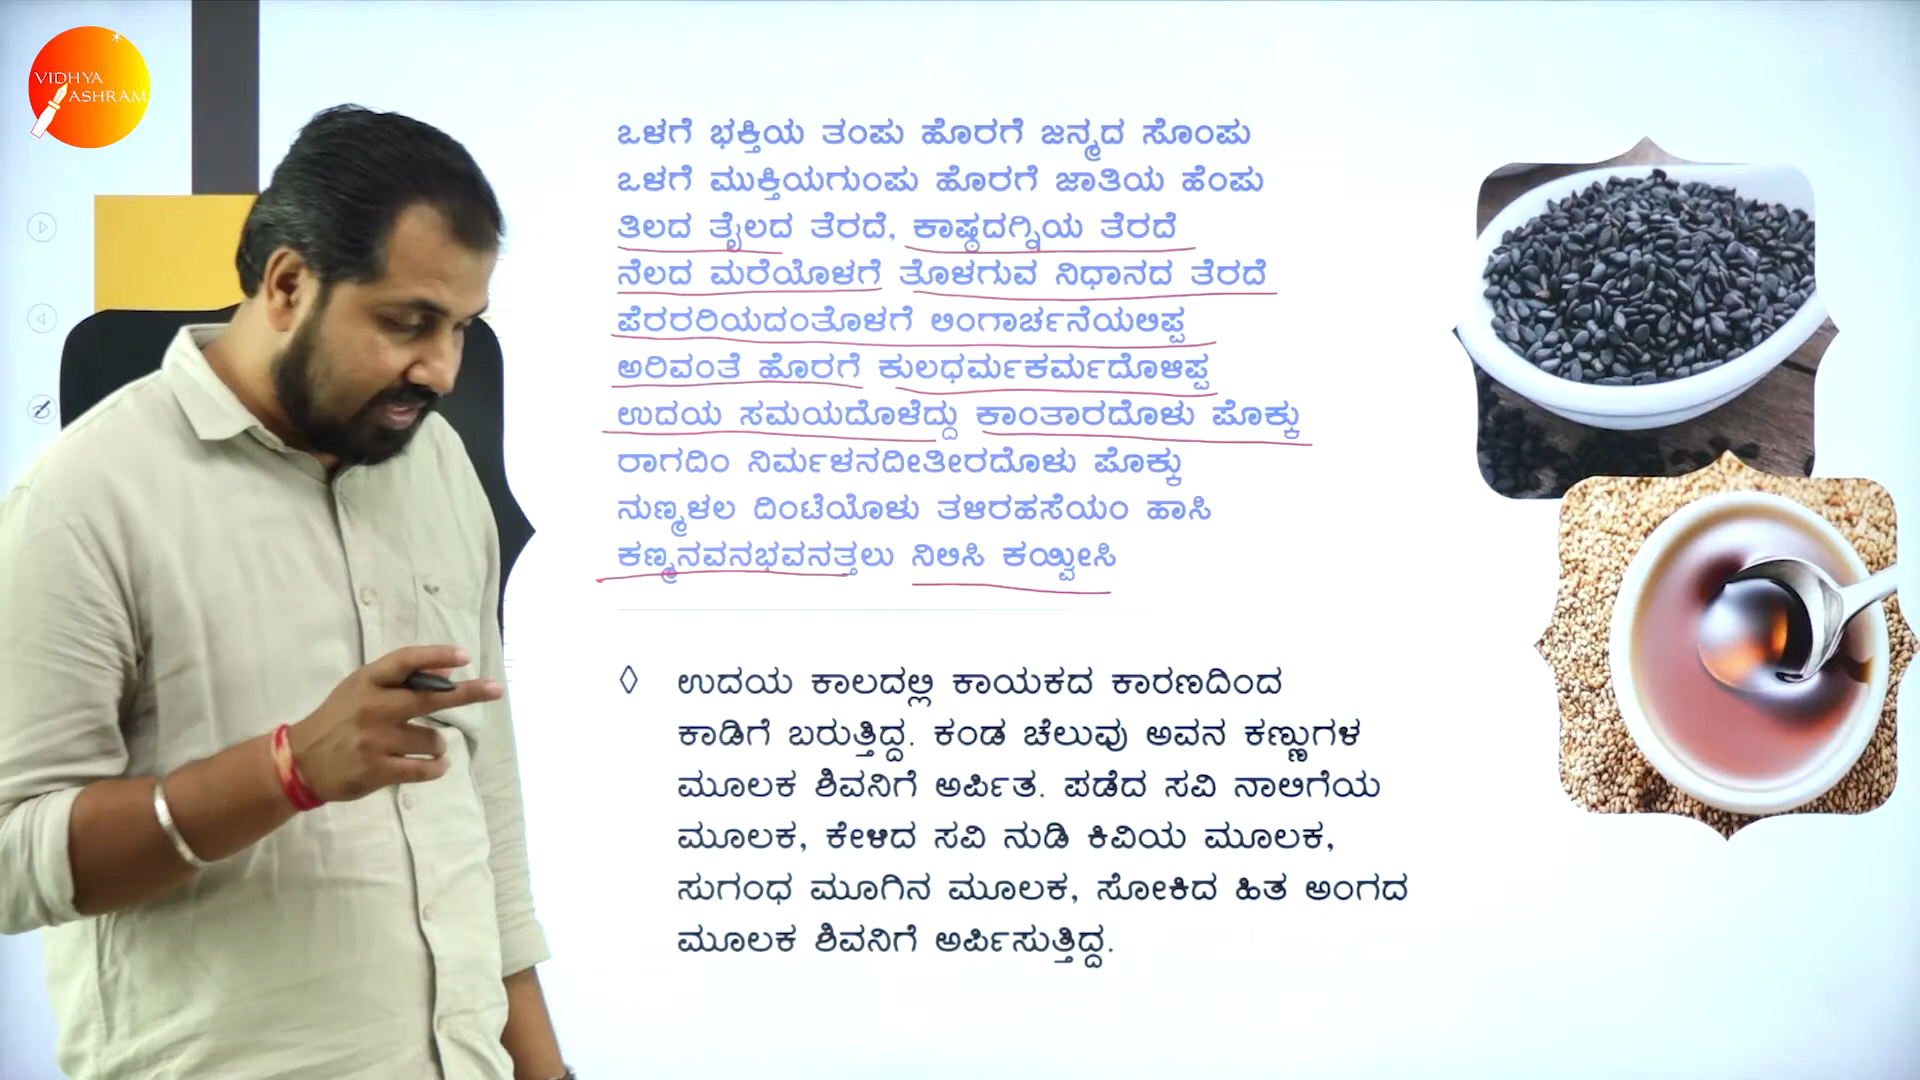 VIDHYA
ASHRAM
ಒಳಗೆ ಭಕ್ತಿಯ ತಂಪು ಹೊರಗೆ ಜನ್ಮದ ಸೊಂಪು
ಒಳಗೆ ಮುಕ್ತಿಯಗುಂಪು ಹೊರಗೆ ಜಾತಿಯ ಹೆಂಪು
ತಿಲದ ತೈಲದ ತೆರದೆ, ಕಾಷ್ಠದಗ್ನಿಯ ತೆರದೆ
ನೆಲದ ಮರೆಯೊಳಗೆ ತೊಳಗುವ ನಿಧಾನದ ತೆರದೆ
ಪೆರರರಿಯದಂತೊಳಗೆ ಲಿಂಗಾರ್ಚನೆಯಲಿಪ್ಪ
ಅರಿವಂತೆ ಹೊರಗೆ ಕುಲಧರ್ಮಕರ್ಮದೊಳಿಪ್ಪ
ಉದಯ ಸಮಯದೊಳೆದ್ದು ಕಾಂತಾರದೊಳು ಪೊಕ್ಕು
ರಾಗದಿಂ ನಿರ್ಮಳನದೀತೀರದೊಳು ಪೊಕ್ಕು
ನುಣ್ಮಳಲ ದಿಂಟೆಯೊಳು ತಳಿರಹಸೆಯಂ ಹಾಸಿ
ಕಣ್ಮನವನಭವನತ್ತಲು ನಿಲಿಸಿ ಕಯ್ವೀಸಿ
◊ ಉದಯ ಕಾಲದಲ್ಲಿ ಕಾಯಕದ ಕಾರಣದಿಂದ
ಕಾಡಿಗೆ ಬರುತ್ತಿದ್ದ. ಕಂಡ ಚೆಲುವು ಅವನ ಕಣ್ಣುಗಳ
ಮೂಲಕ ಶಿವನಿಗೆ ಅರ್ಪಿತ. ಪಡೆದ ಸವಿ ನಾಲಿಗೆಯ
ಮೂಲಕ, ಕೇಳಿದ ಸವಿ ನುಡಿ ಕಿವಿಯ ಮೂಲಕ,
ಸುಗಂಧ ಮೂಗಿನ ಮೂಲಕ, ಸೋಕಿದ ಹಿತ ಅಂಗದ
ಮೂಲಕ ಶಿವನಿಗೆ ಅರ್ಪಿಸುತ್ತಿದ್ದ.